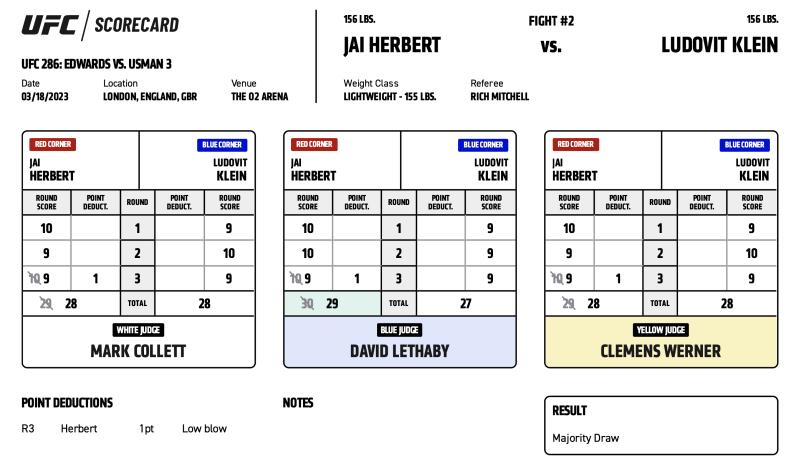 UFC / SCORECARD
UFC 286: EDWARDS VS. USMAN 3
Date Location Venue
03/18/2023 LONDON, ENGLAND, GBR THE O2 ARENA
156 LBS. FIGHT #2 156 LBS.
JAI HERBERT VS. LUDOVIT KLEIN
Weight Class Referee
LIGHTWEIGHT - 155 LBS. RICH MITCHELL
RED CORNER BLUE CORNER
JAI LUDOVIT
HERBERT KLEIN
ROUND SCORE POINT DEDUCT. ROUND POINT DEDUCT. ROUND SCORE
10 1 9
9 2 10
10 9 1 3 9
29 28 TOTAL 28
WHITE JUDGE
MARK COLLETT
RED CORNER BLUE CORNER
JAI LUDOVIT
HERBERT KLEIN
ROUND SCORE POINT DEDUCT. ROUND POINT DEDUCT. ROUND SCORE
10 1 9
10 2 9
10 9 1 3 9
30 29 TOTAL 27
BLUE JUDGE
DAVID LETHABY
RED CORNER BLUE CORNER
JAI LUDOVIT
HERBERT KLEIN
ROUND SCORE POINT DEDUCT. ROUND POINT DEDUCT. ROUND SCORE
10 1 9
9 2 10
10 9 1 3 9
29 28 TOTAL 28
YELLOW JUDGE
CLEMENS WERNER
POINT DEDUCTIONS
R3 Herbert 1pt Low blow
NOTES
RESULT
Majority Draw